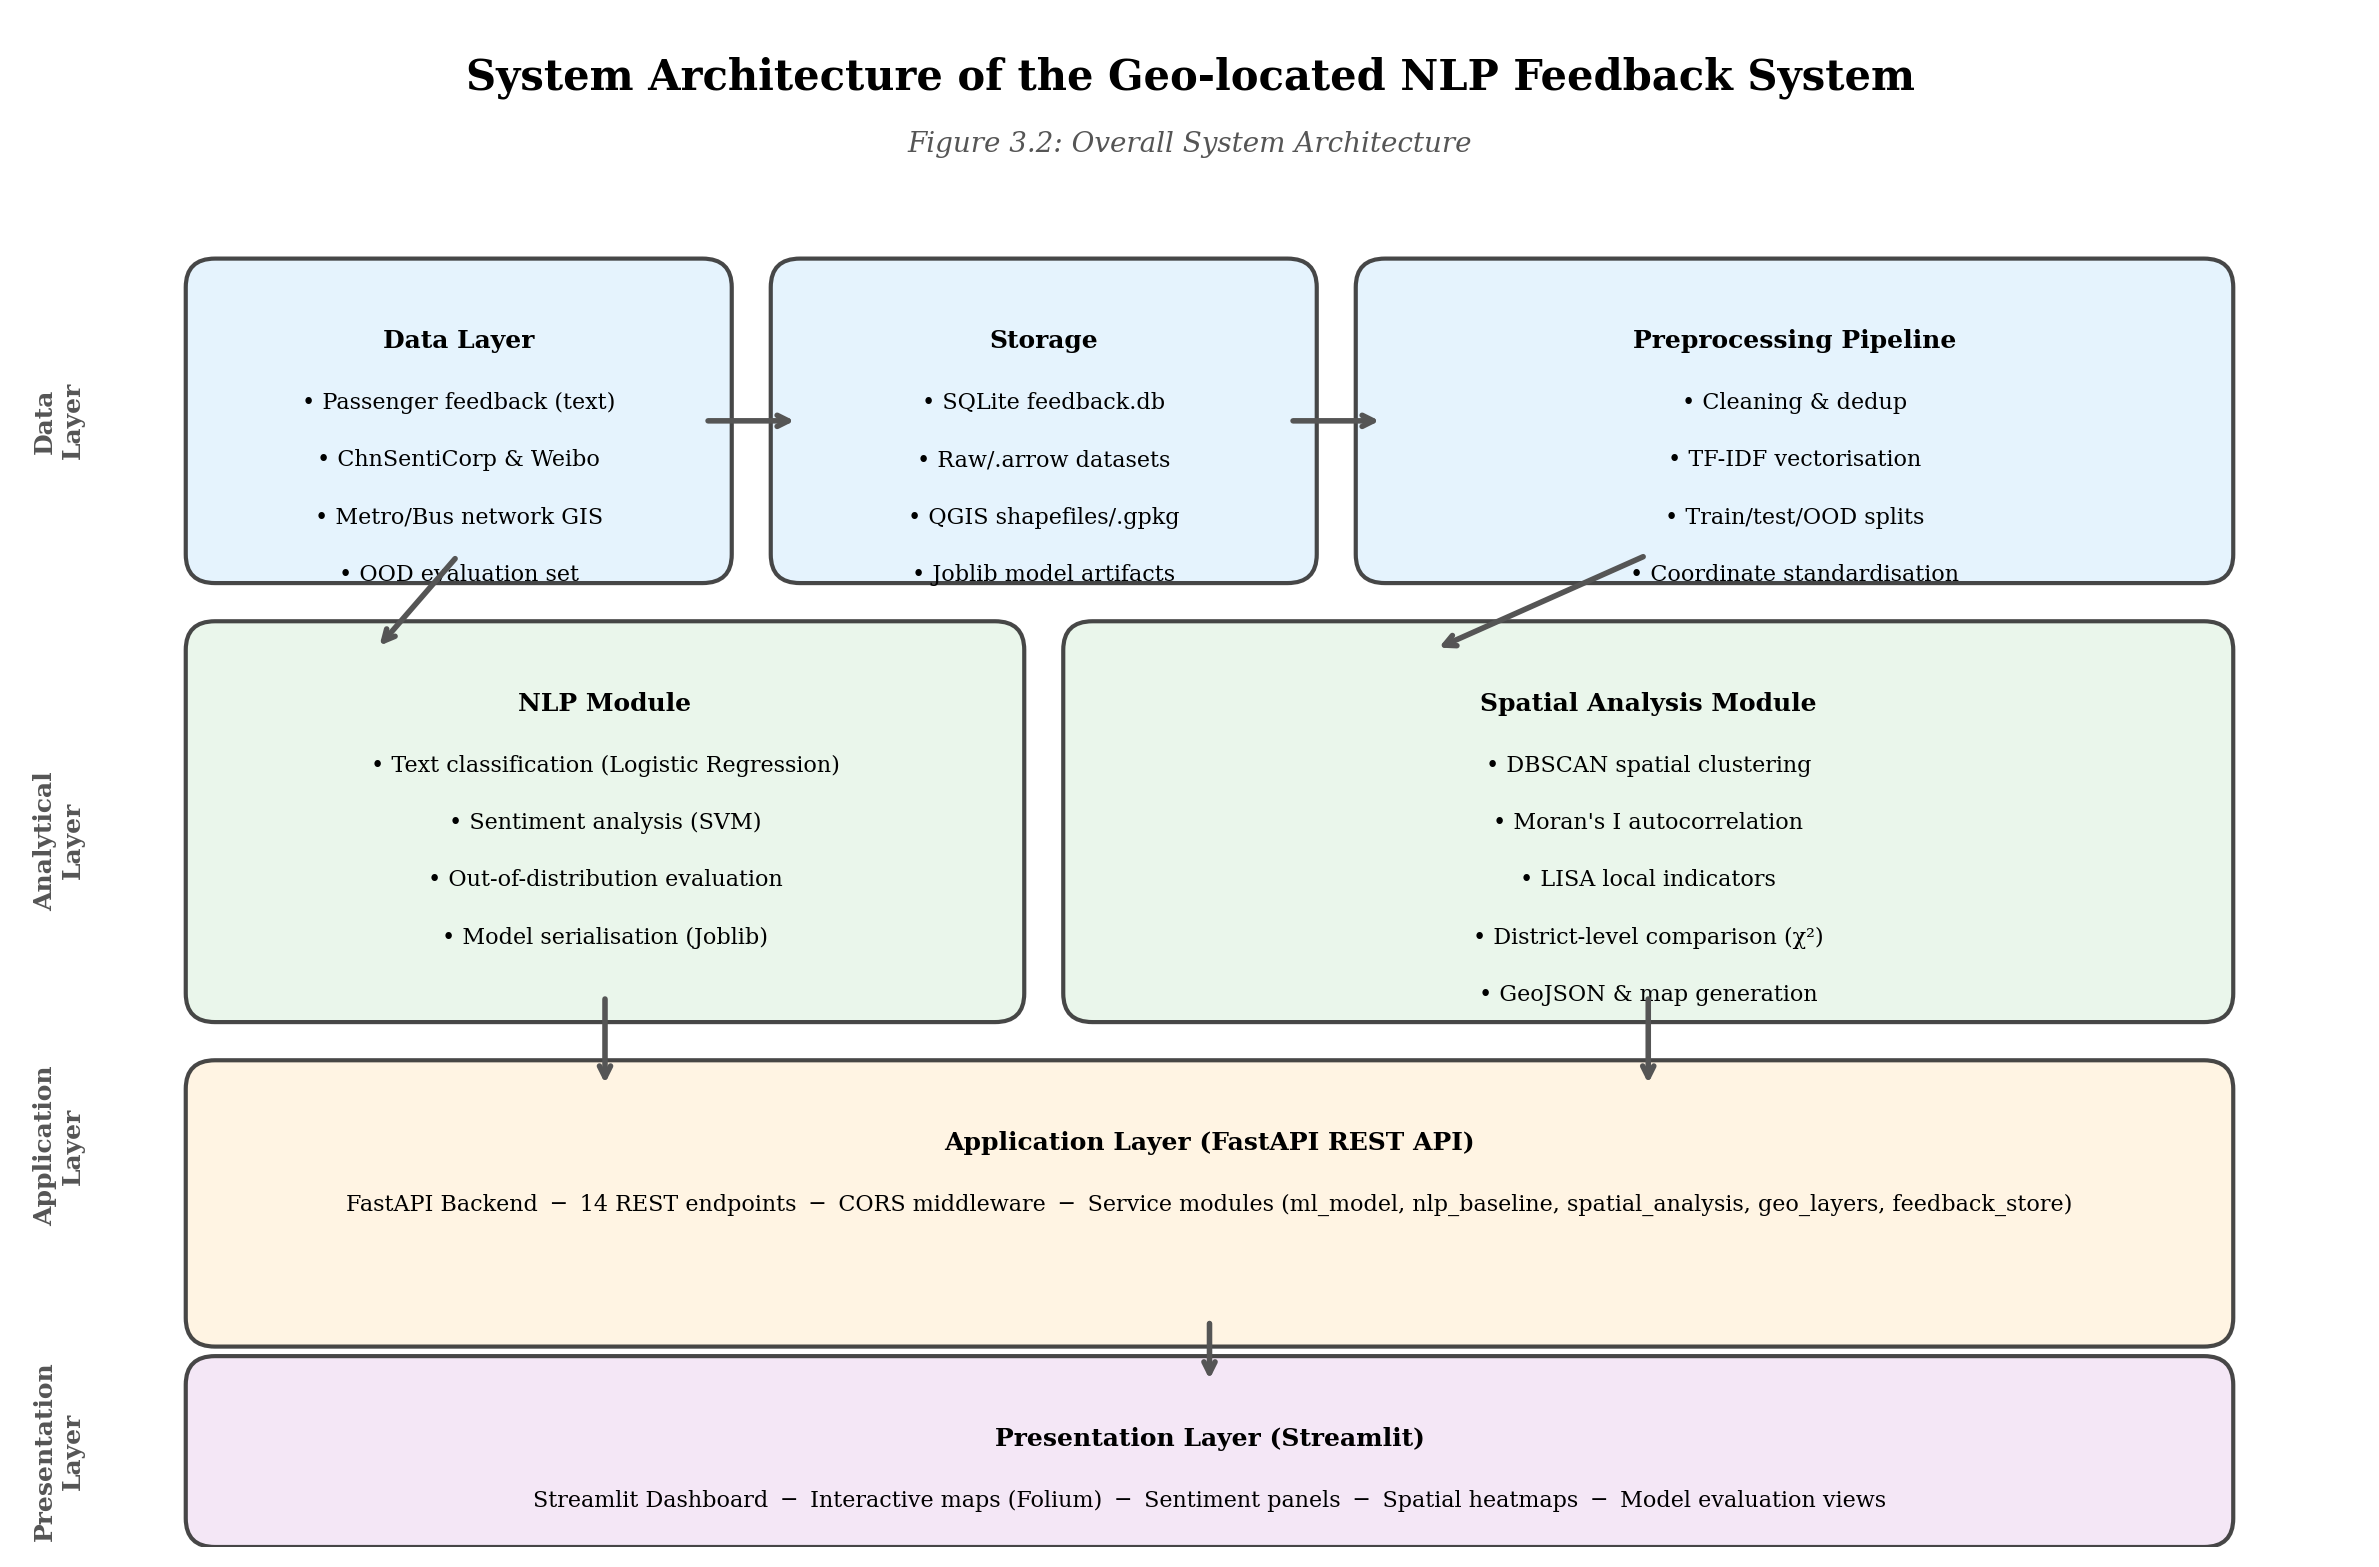 System Architecture of the Geo-located NLP Feedback System
Figure 3.2: Overall System Architecture
Data
Layer
Data Layer
• Passenger feedback (text)
• ChnSentiCorp & Weibo
• Metro/Bus network GIS
• OOD evaluation set
Storage
• SQLite feedback.db
• Raw/.arrow datasets
• QGIS shapefiles/.gpkg
• Joblib model artifacts
Preprocessing Pipeline
• Cleaning & dedup
• TF-IDF vectorisation
• Train/test/OOD splits
• Coordinate standardisation
Analytical
Layer
NLP Module
• Text classification (Logistic Regression)
• Sentiment analysis (SVM)
• Out-of-distribution evaluation
• Model serialisation (Joblib)
Spatial Analysis Module
• DBSCAN spatial clustering
• Moran's I autocorrelation
• LISA local indicators
• District-level comparison (χ²)
• GeoJSON & map generation
Application
Layer
Application Layer (FastAPI REST API)
FastAPI Backend − 14 REST endpoints − CORS middleware − Service modules (ml_model, nlp_baseline, spatial_analysis, geo_layers, feedback_store)
Presentation
Layer
Presentation Layer (Streamlit)
Streamlit Dashboard − Interactive maps (Folium) − Sentiment panels − Spatial heatmaps − Model evaluation views